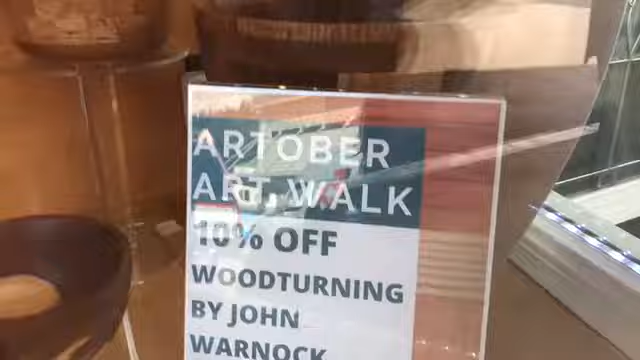 ARTOBER
ART WALK
10% OFF
WOODTURNING
BY JOHN
WARNOCK